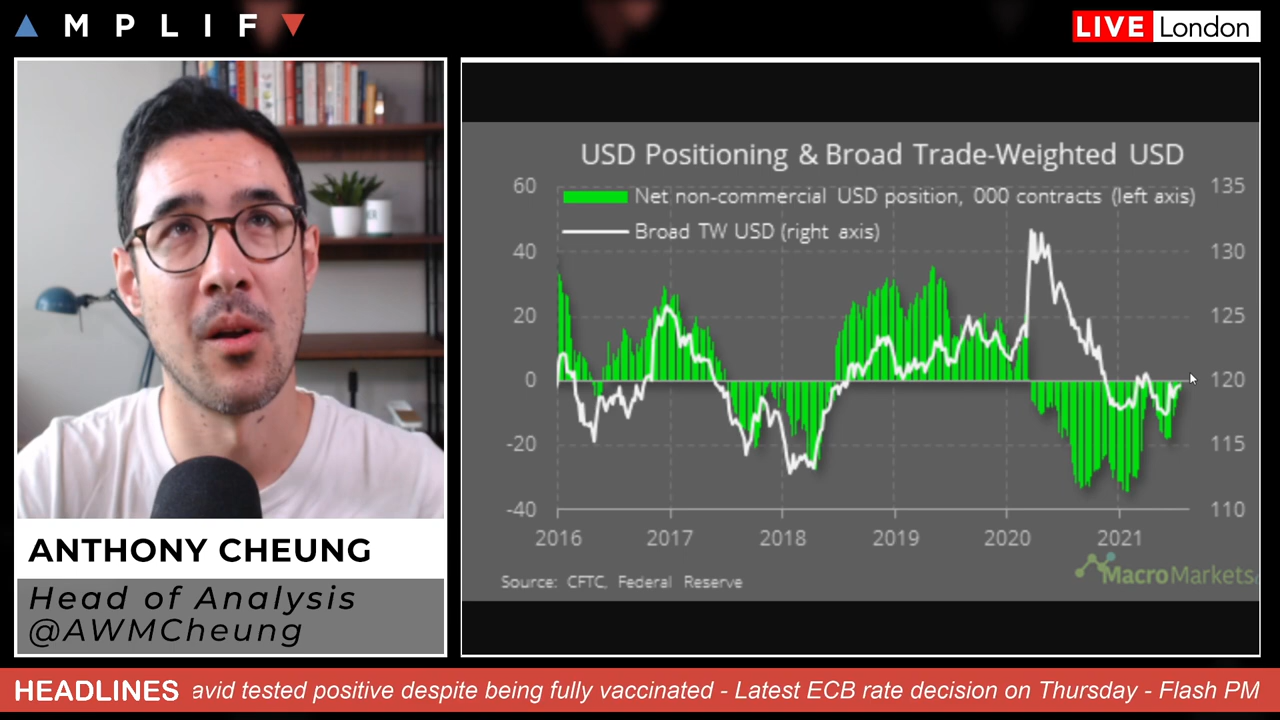 MPLIF
LIVE London
USD Positioning & Broad Trade-Weighted USD
Net non-commercial USD position, 000 contracts (left axis)
Broad TW USD (right axis)
60
40
20
0
-20
-40
135
130
125
120
115
110
2016 2017 2018 2019 2020 2021
Source: CFTC, Federal Reserve
MacroMarkets
ANTHONY CHEUNG
Head of Analysis
@AWMCheung
HEADLINES avid tested positive despite being fully vaccinated - Latest ECB rate decision on Thursday - Flash PM